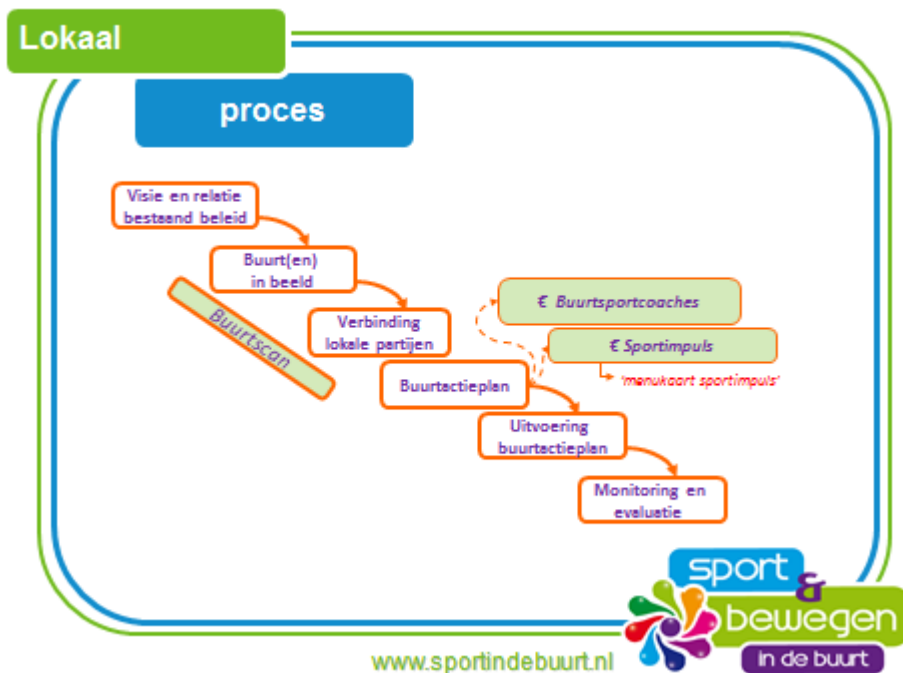 Lokaal
proces
Visie en relatie
bestaand beleid
Buurt(en)
in beeld
Buurtscan
Verbinding
lokale partijen
€ Buurtsportcoaches
€ Sportimpuls
'menukaart sportimpuls'
Buurtactieplan
Uitvoering
buurtactieplan
Monitoring en
evaluatie
sport
&
bewegen
in de buurt
www.sportindebuurt.nl